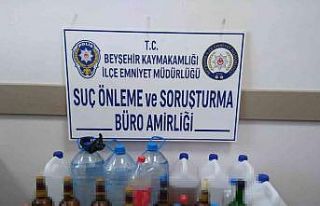 T.C.
BEYŞEHİR KAYMAKAMLIĞI
İLÇE EMNİYET MÜDÜRLÜĞÜ
SUÇ ÖNLEME ve SORUŞTURMA
BÜRO AMİRLİĞİ